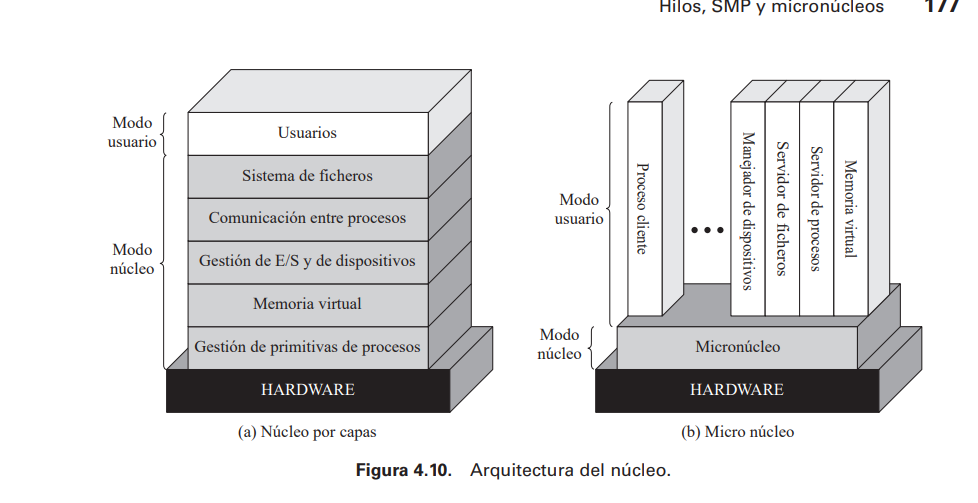 Hilos, SMP y micronúcleos 177
Modo
usuario
Usuarios
Modo
núcleo
Sistema de ficheros
Comunicación entre procesos
Gestión de E/S y de dispositivos
Memoria virtual
Gestión de primitivas de procesos
HARDWARE
(a) Núcleo por capas
Modo
usuario
Proceso cliente
Manejador de dispositivos
Servidor de ficheros
Servidor de procesos
Memoria virtual
Modo
núcleo
Micronúcleo
HARDWARE
(b) Micro núcleo
Figura 4.10. Arquitectura del núcleo.